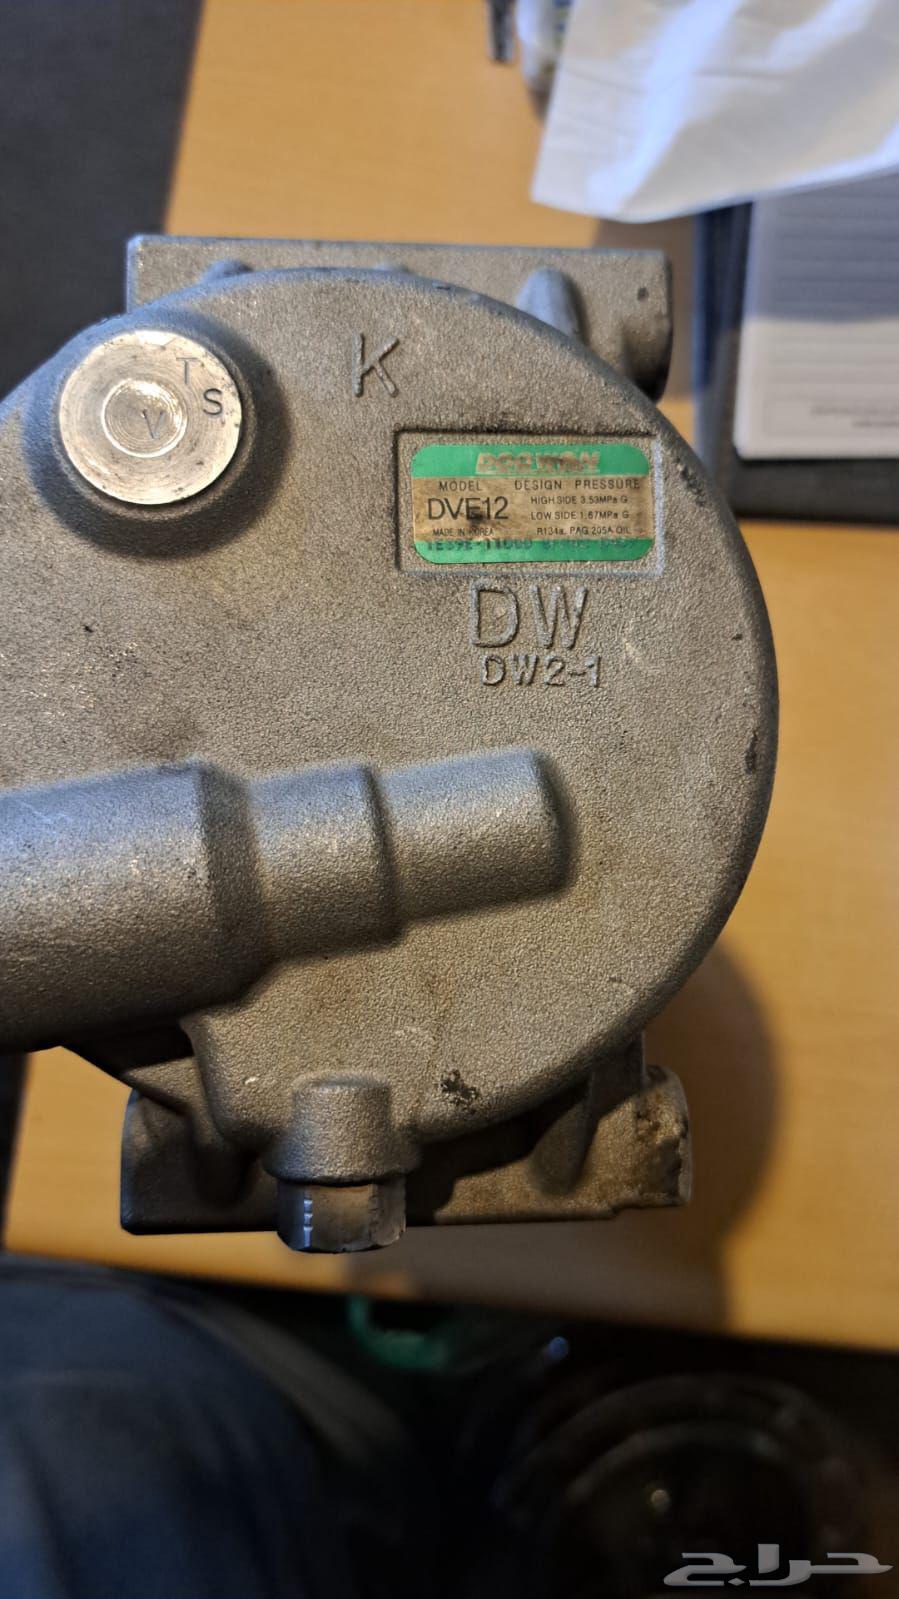 T
S
V
K
MODEL DESIGN PRESSURE
DVE12 HIGH SIDE 3.53MPa G
LOW SIDE 1.67MPa G
MADE IN KOREA R134a, PAG 205A OIL
DW
DW2-1
حراج